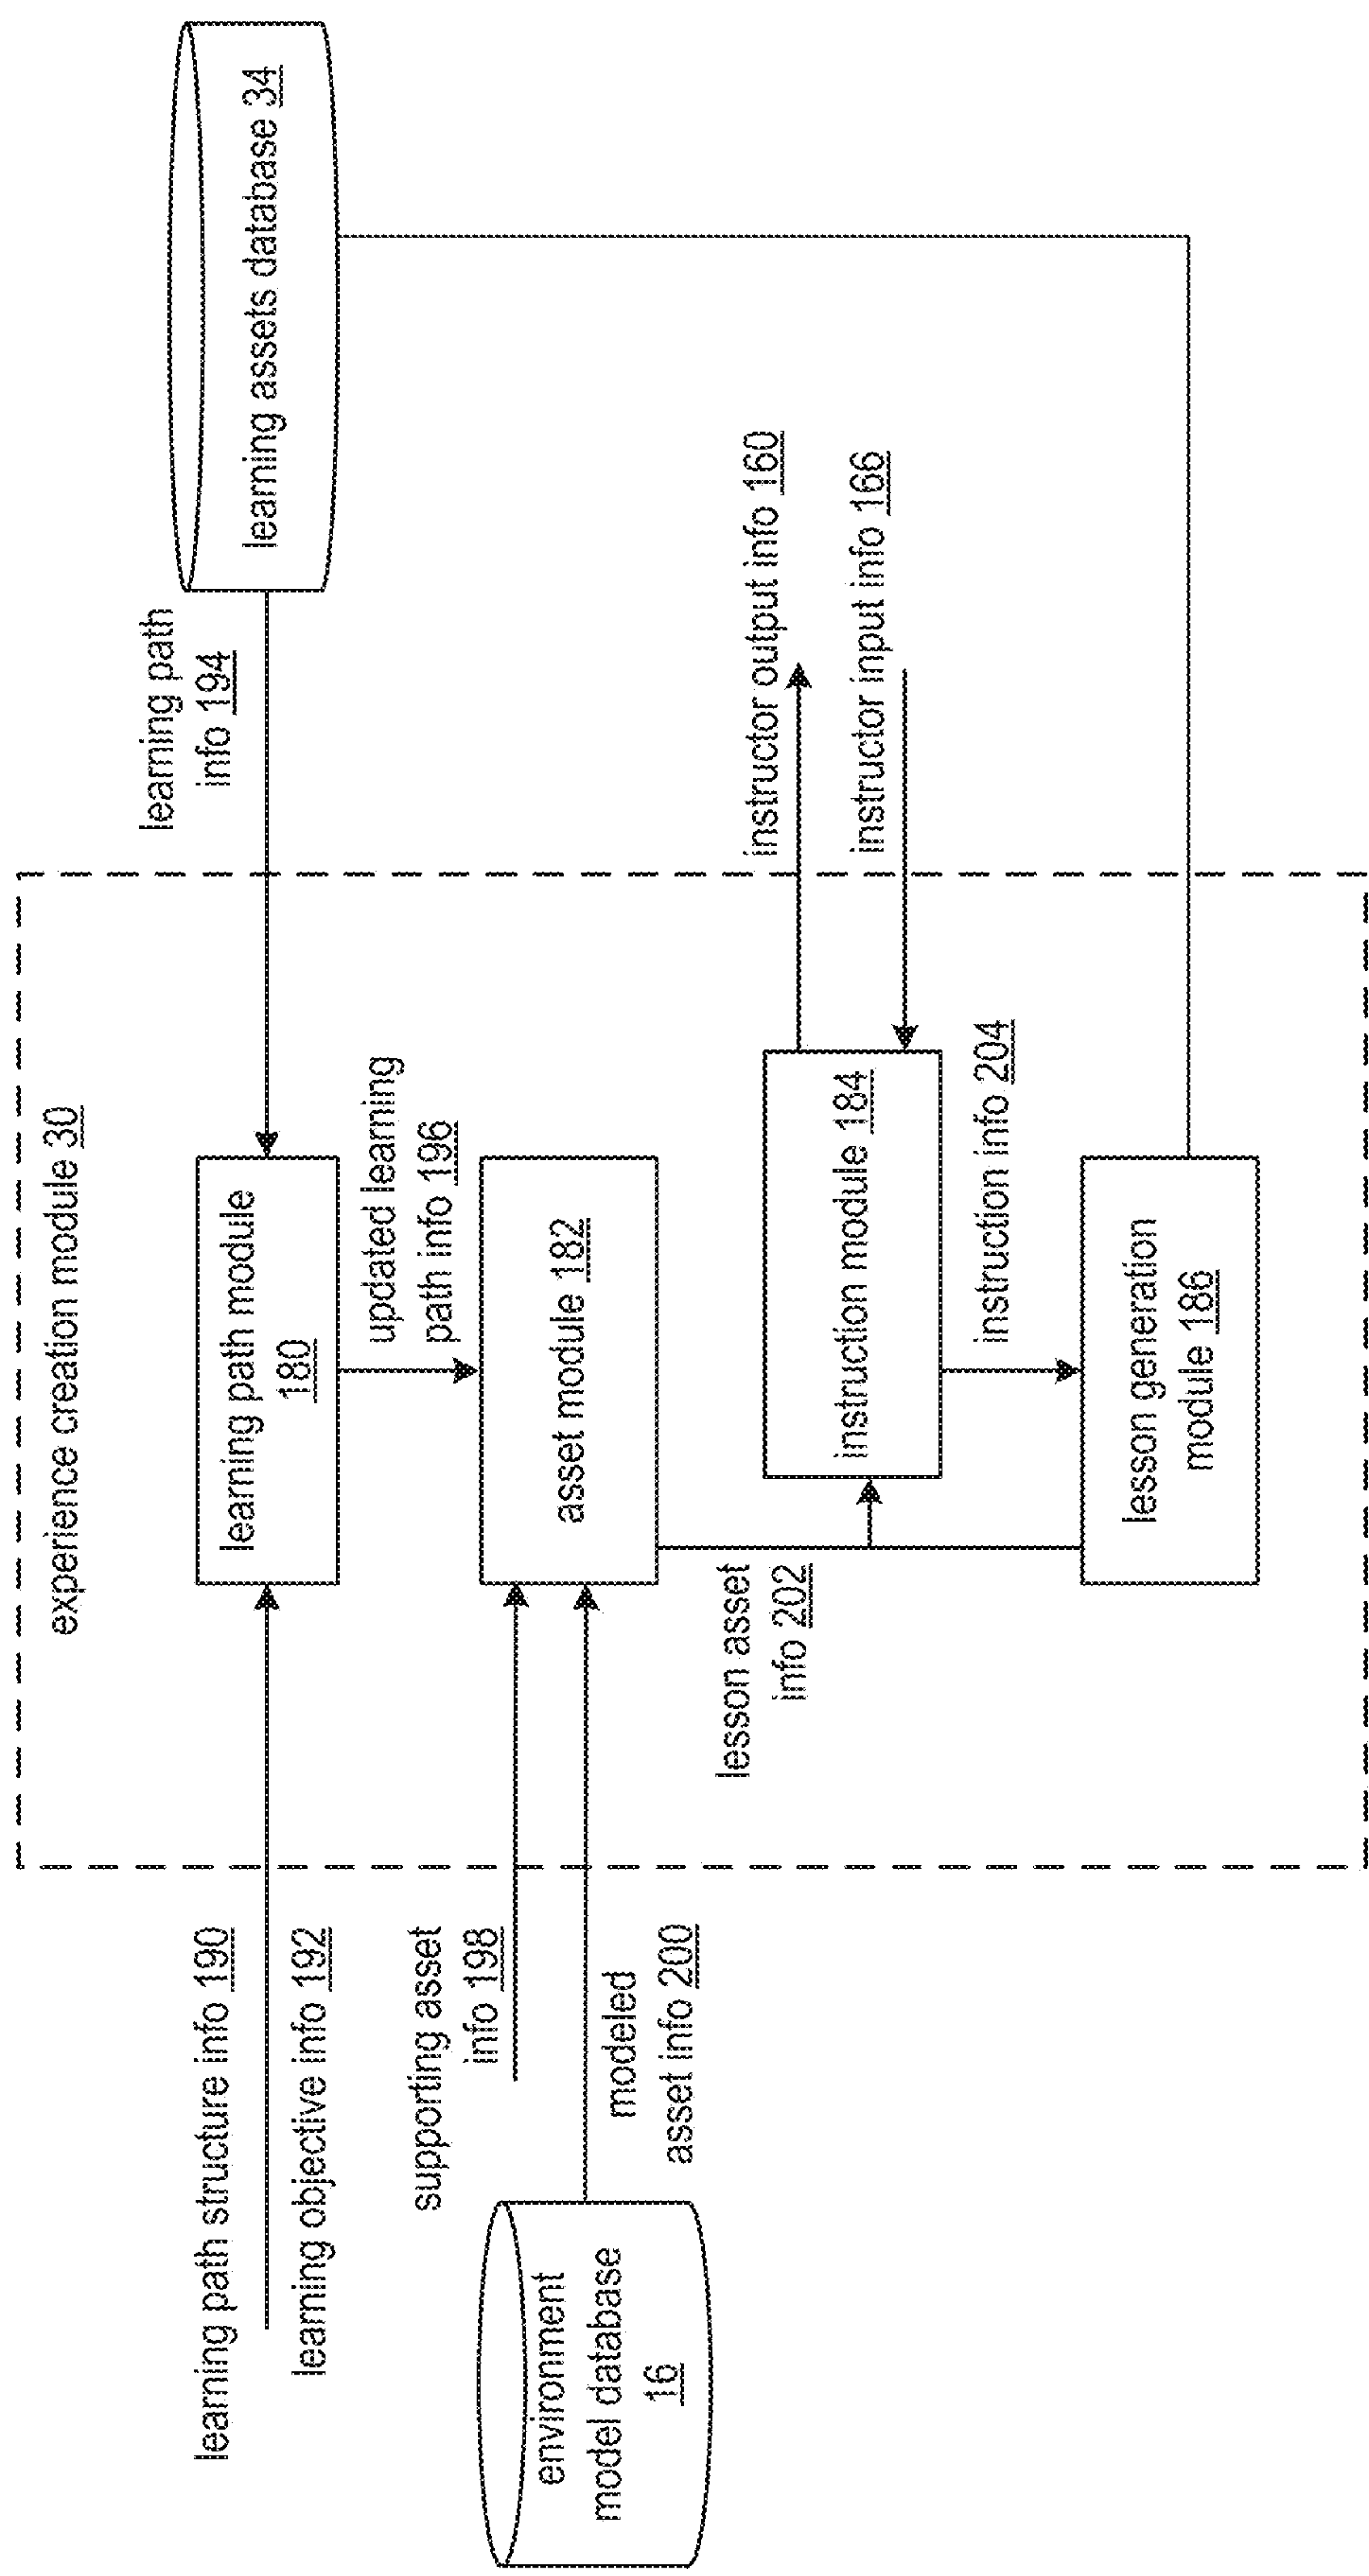 experience creation module 30
learning path structure info 190
learning objective info 192
learning path module
180
learning path
info 194
learning assets database 34
updated learning
path info 196
supporting asset
info 198
environment
model database
16
modeled
asset info 200
asset module 182
lesson asset
info 202
instruction module 184
instructor output info 160
instructor input info 166
instruction info 204
lesson generation
module 186